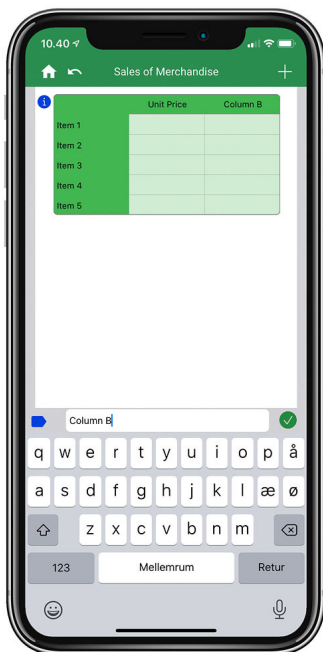 10.40
Sales of Merchandise
i
Unit Price Column B
Item 1
Item 2
Item 3
Item 4
Item 5
Column B
q w e r t y u i o p å
a s d f g h j k l æ ø
z x c v b n m
123 Mellemrum Retur